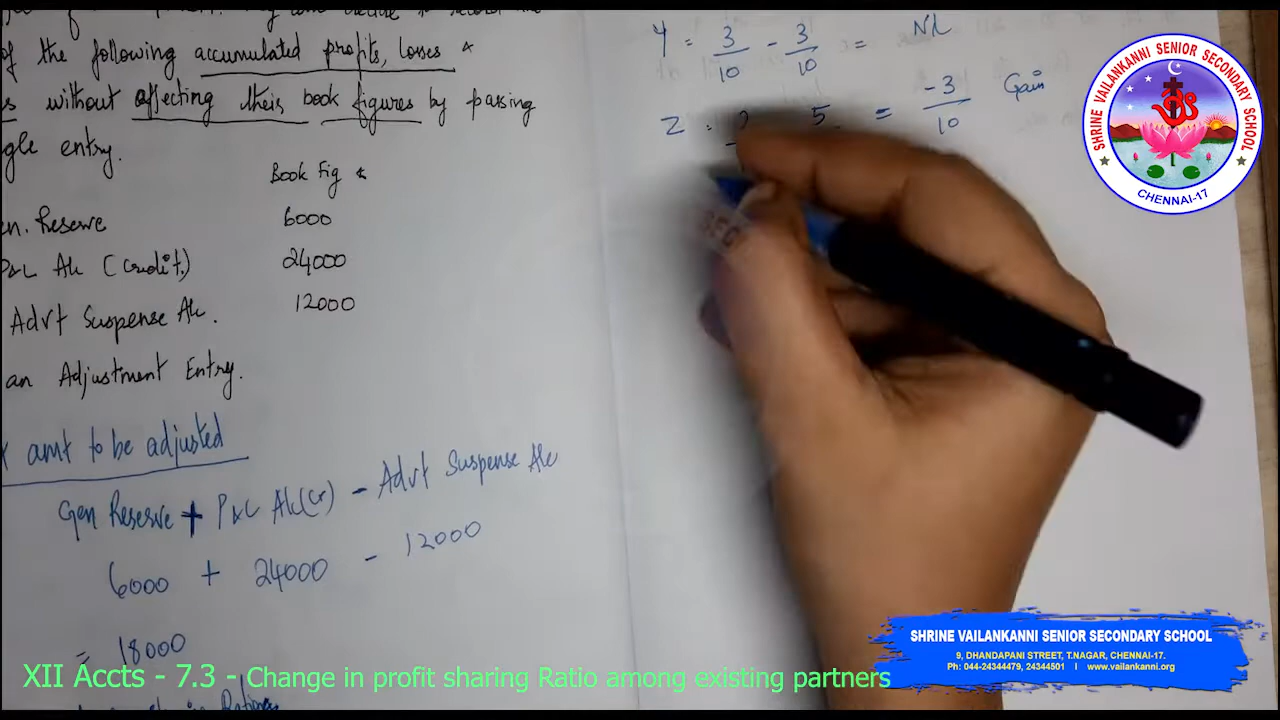 of the following accumulated profits, losses &
without affecting their book figures by passing
entry.
Book Fig
Reserve 6000
P&L A/c (Credit) 24000
Advt Suspense A/c. 12000
an Adjustment Entry.
amt to be adjusted
Gen Reserve + P&L A/c (Cr) - Advt Suspense A/c
6000 + 24000 - 12000
= 18000
Y = 3/10 - 3/10 = Nil
Z = 5 = -3/10 Gain
SHRINE VAILANKANNI SENIOR SECONDARY SCHOOL
CHENNAI-17
SHRINE VAILANKANNI SENIOR SECONDARY SCHOOL
9, DHANDAPANI STREET, T.NAGAR, CHENNAI-17.
Ph: 044-24344479, 24344501 I www.vailankanni.org
XII Accts - 7.3 - Change in profit sharing Ratio among existing partners